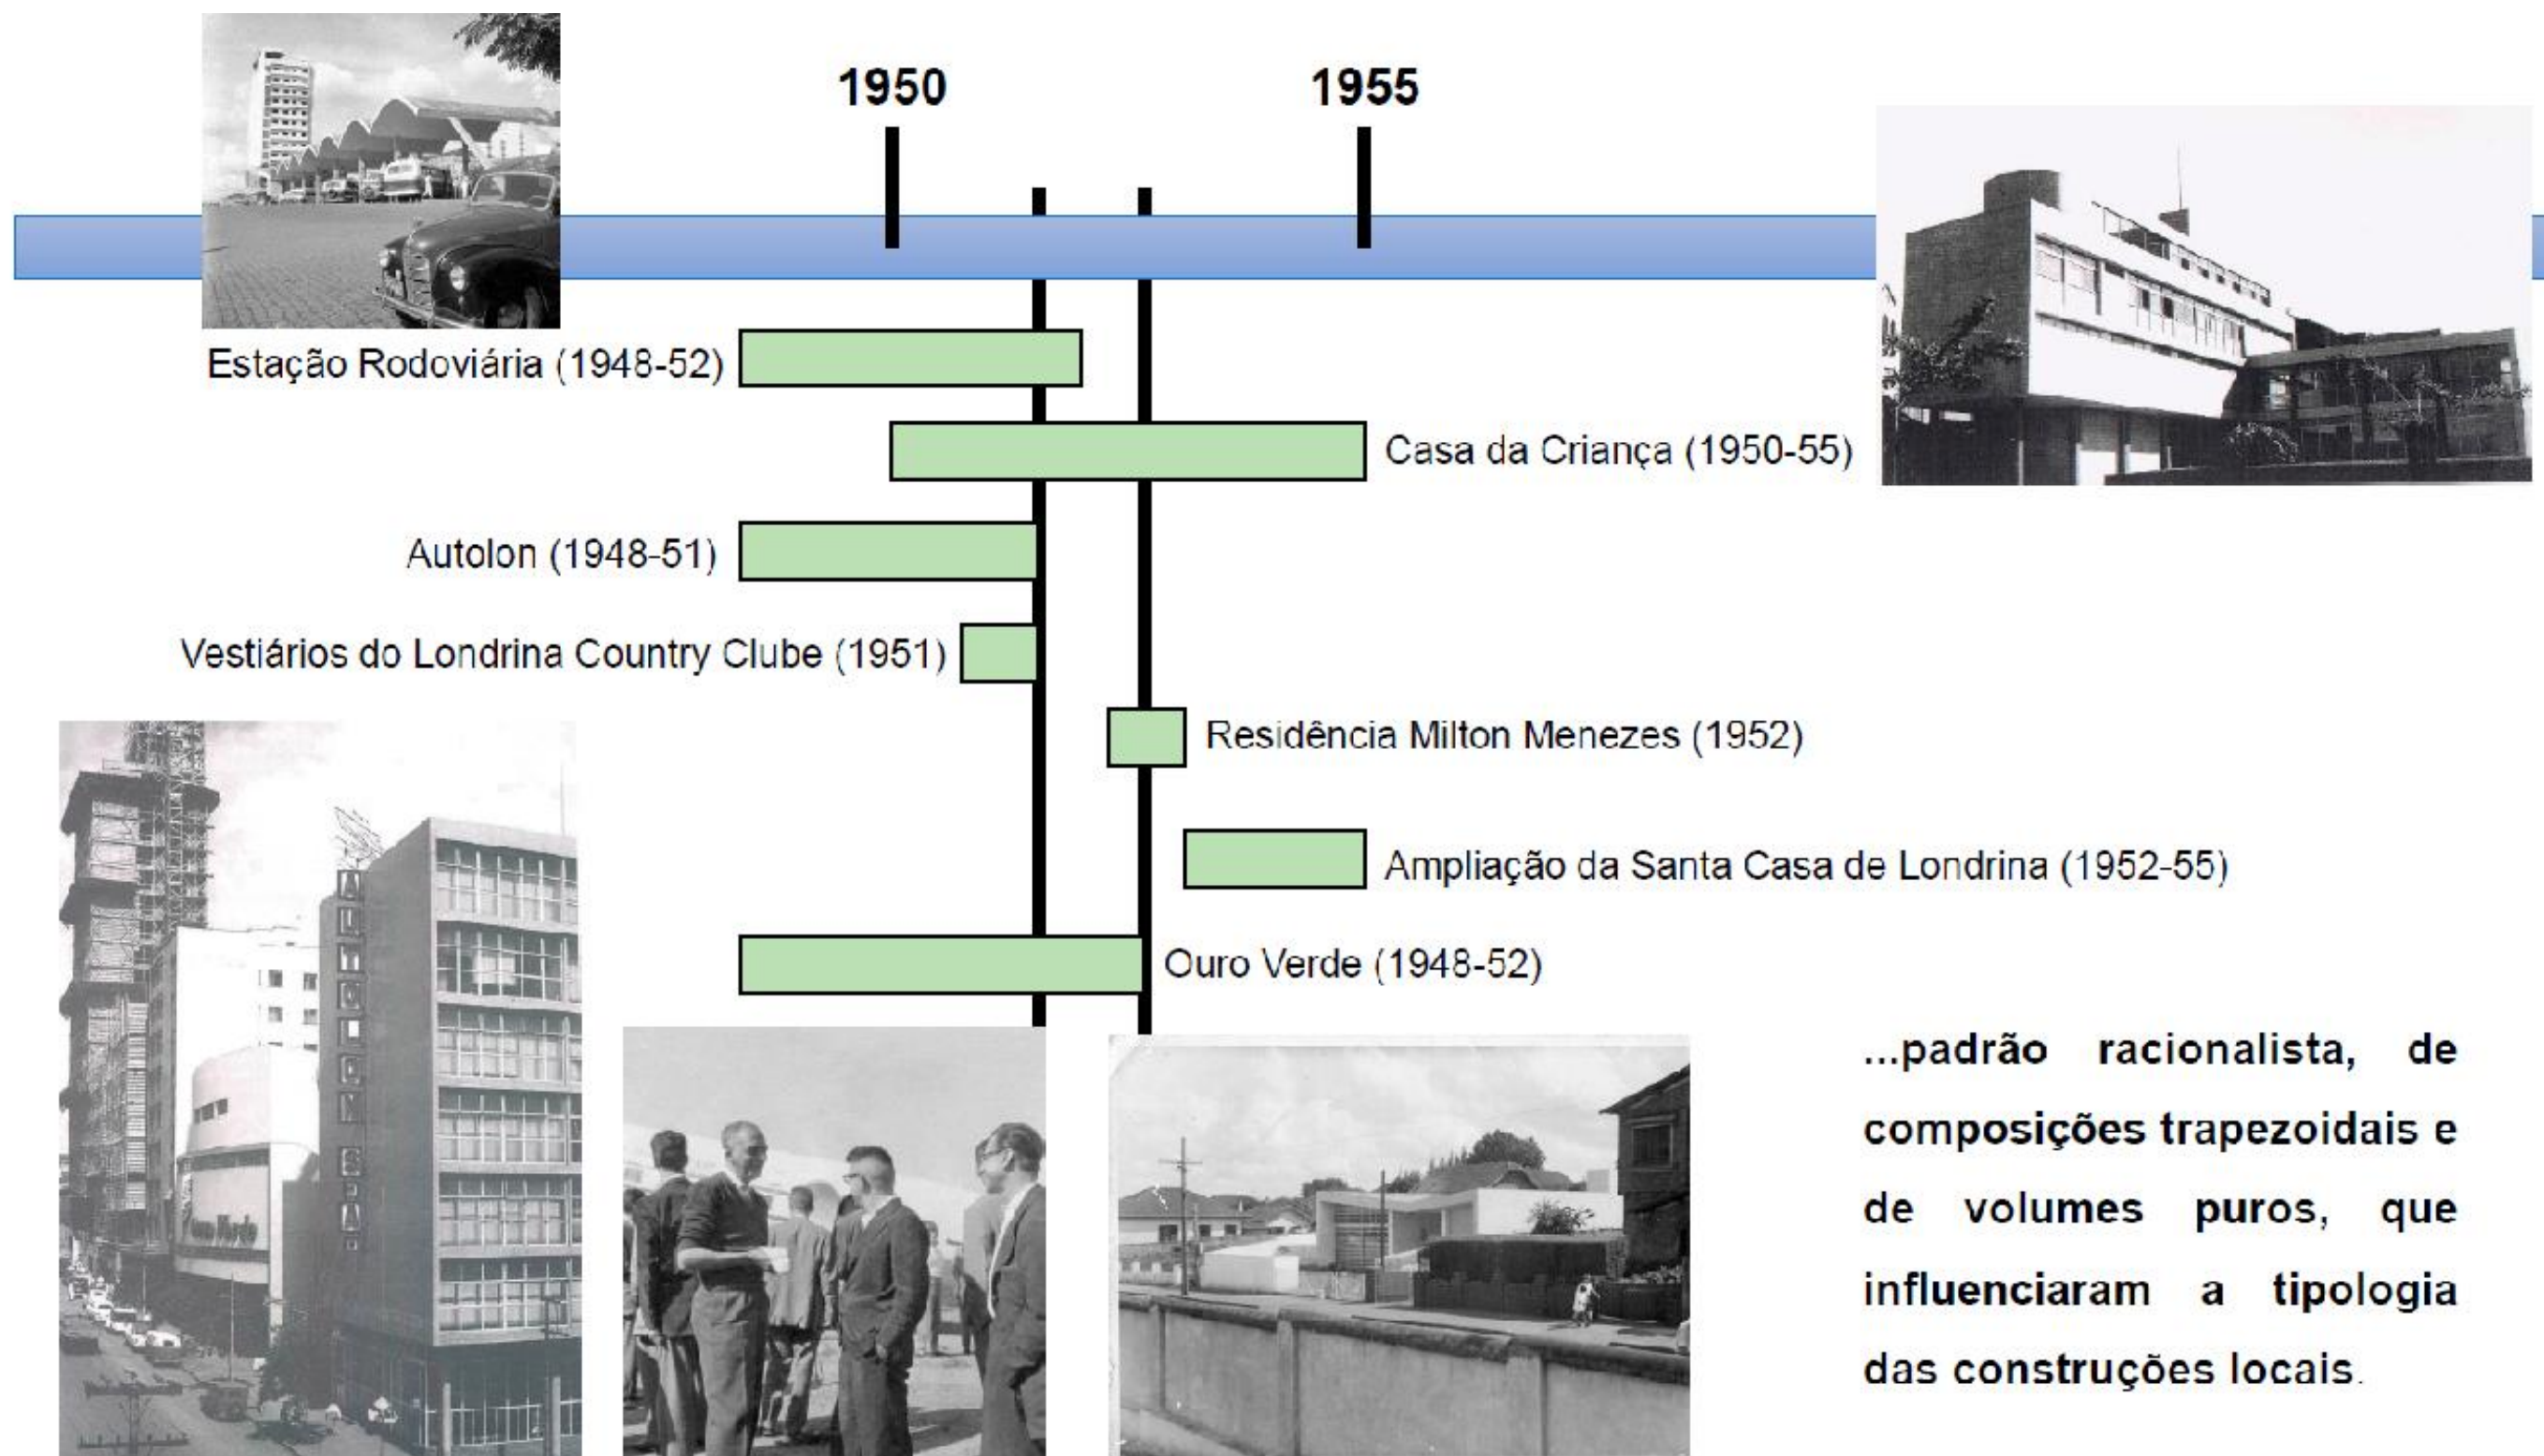 1950
1955
Estação Rodoviária (1948-52)
Casa da Criança (1950-55)
Autolon (1948-51)
Vestiários do Londrina Country Clube (1951)
Residência Milton Menezes (1952)
Ampliação da Santa Casa de Londrina (1952-55)
Ouro Verde (1948-52)
AUTOLON
...padrão racionalista, de
composições trapezoidais e
de volumes puros, que
influenciaram a tipologia
das construções locais.